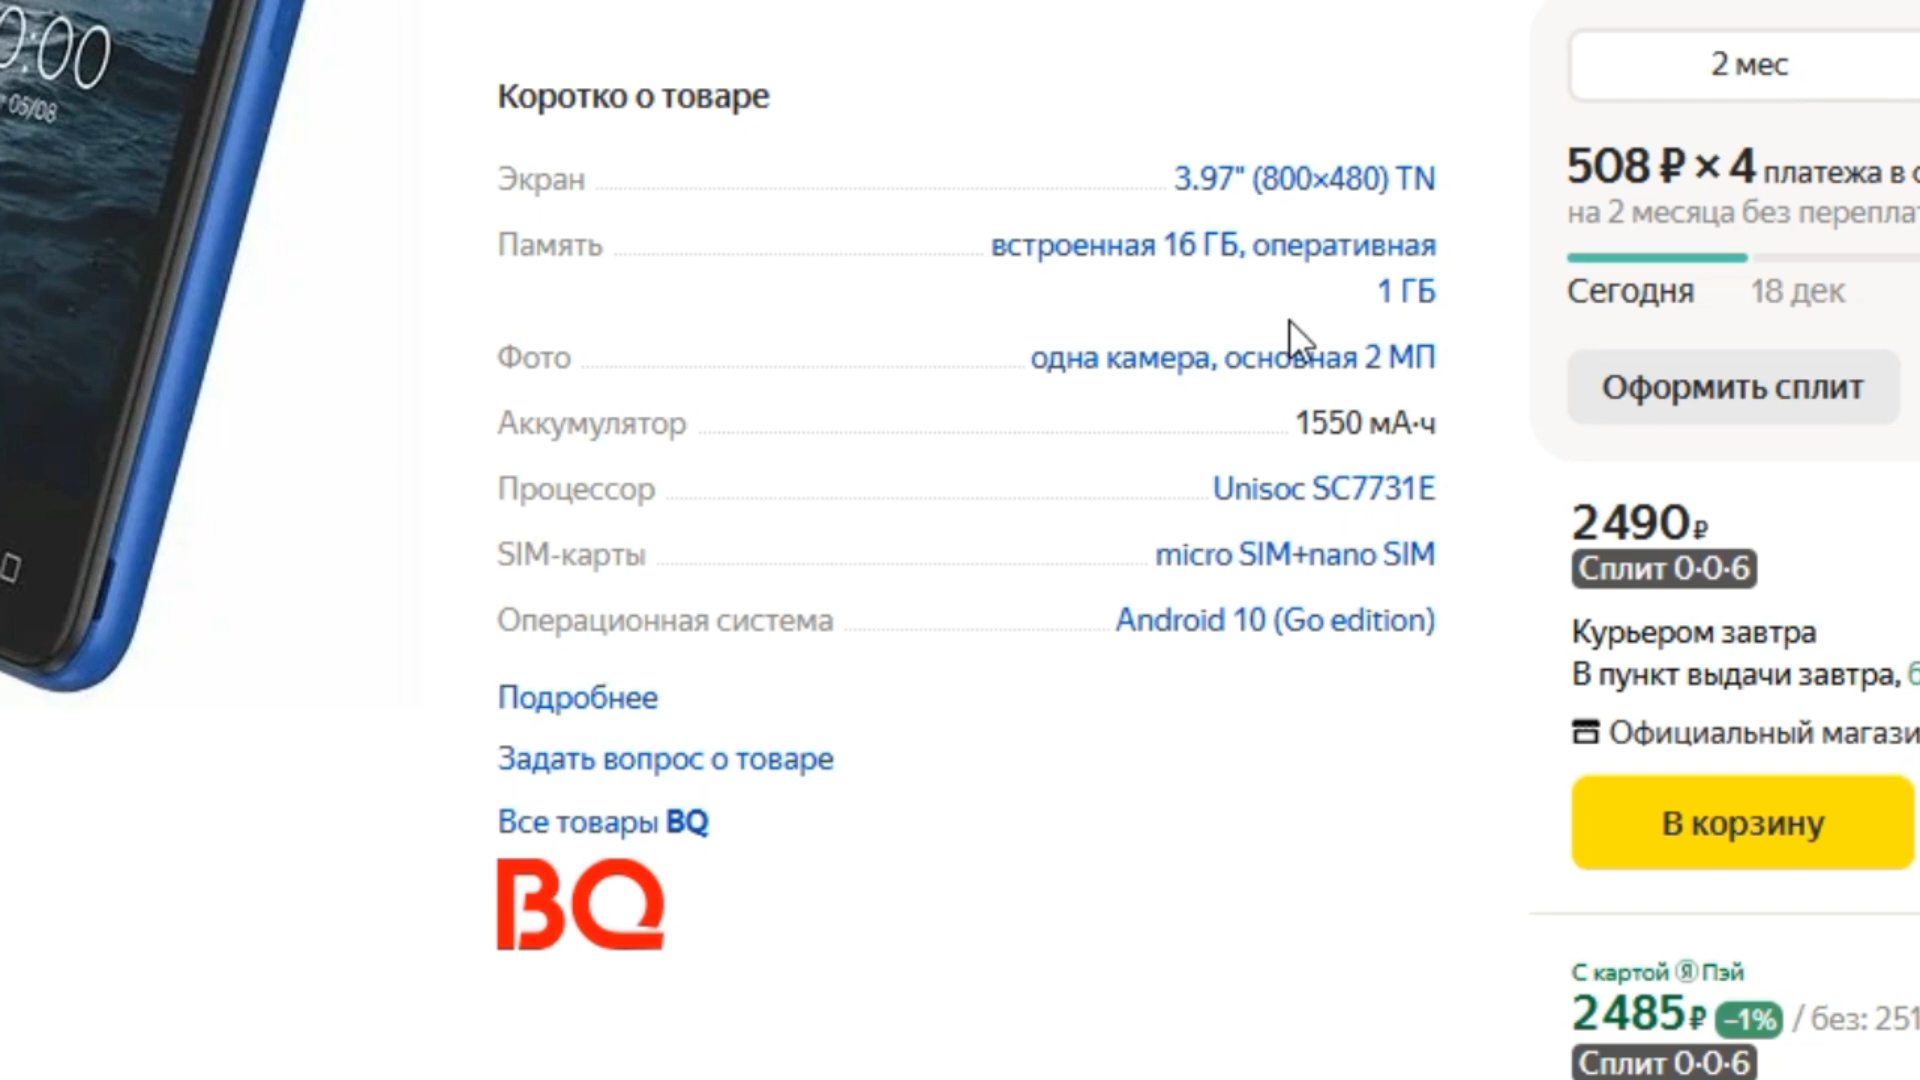 0:00
05/08
Коротко о товаре
Экран 3.97" (800×480) TN
Память встроенная 16 ГБ, оперативная
1 ГБ
Фото одна камера, основная 2 МП
Аккумулятор 1550 мА·ч
Процессор Unisoc SC7731E
SIM-карты micro SIM+nano SIM
Операционная система Android 10 (Go edition)
Подробнее
Задать вопрос о товаре
Все товары BQ
BQ
2 мес
508 ₽ × 4 платежа в
на 2 месяца без
Сегодня 18 дек
Оформить сплит
2 490 ₽
Сплит 0·0·6
Курьером завтра
В пункт выдачи завтра,
Официальный
В корзину
С картой Я Пэй
2 485 ₽ –1% / без: 251
Сплит 0·0·6